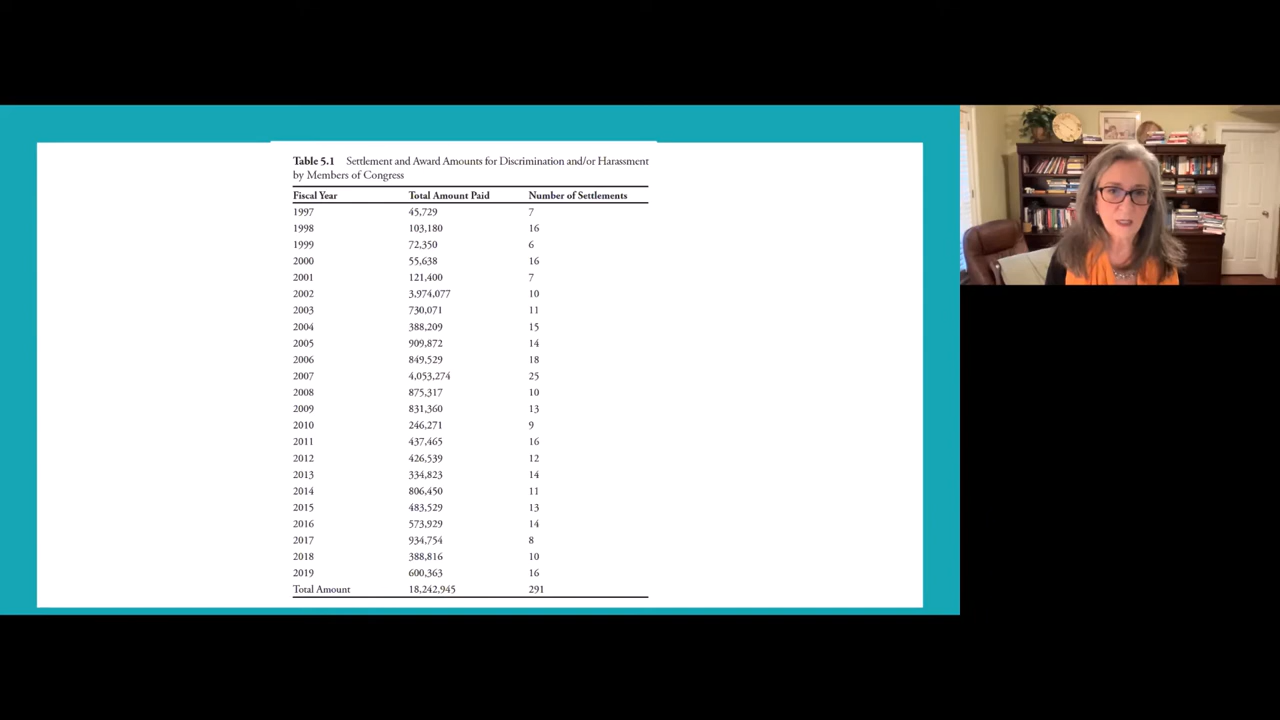 Table 5.1 Settlement and Award Amounts for Discrimination and/or Harassment
by Members of Congress
Fiscal Year Total Amount Paid Number of Settlements
1997 45,729 7
1998 103,180 16
1999 72,350 6
2000 55,638 16
2001 121,400 7
2002 3,974,077 10
2003 730,071 11
2004 388,209 15
2005 909,872 14
2006 849,529 18
2007 4,053,274 25
2008 875,317 10
2009 831,360 13
2010 246,271 9
2011 437,465 16
2012 426,539 12
2013 334,823 14
2014 806,450 11
2015 483,529 13
2016 573,929 14
2017 934,754 8
2018 388,816 10
2019 600,363 16
Total Amount 18,242,945 291